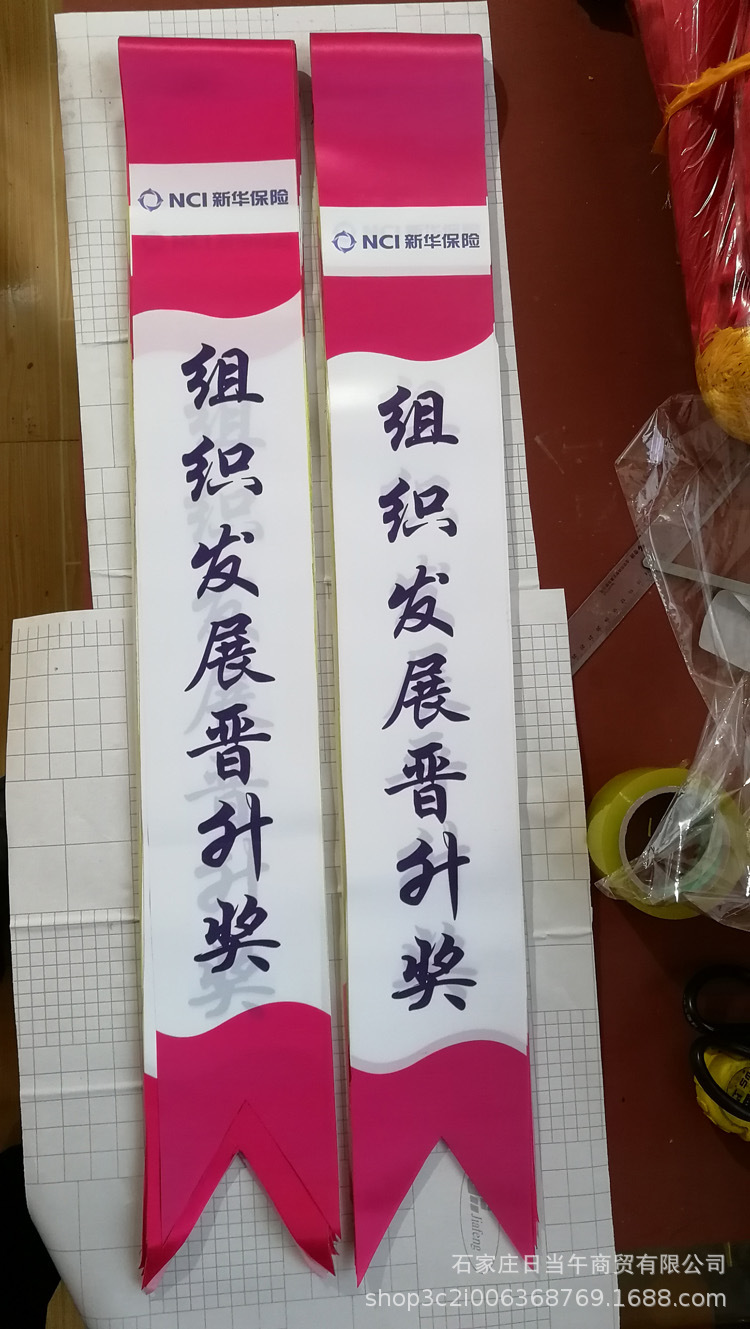 NCI 新华保险
组织发展晋升奖
NCI 新华保险
组织发展晋升奖
Jinfeng
石家庄日当午商贸有限公司
shop3c2i006368769.1688.com